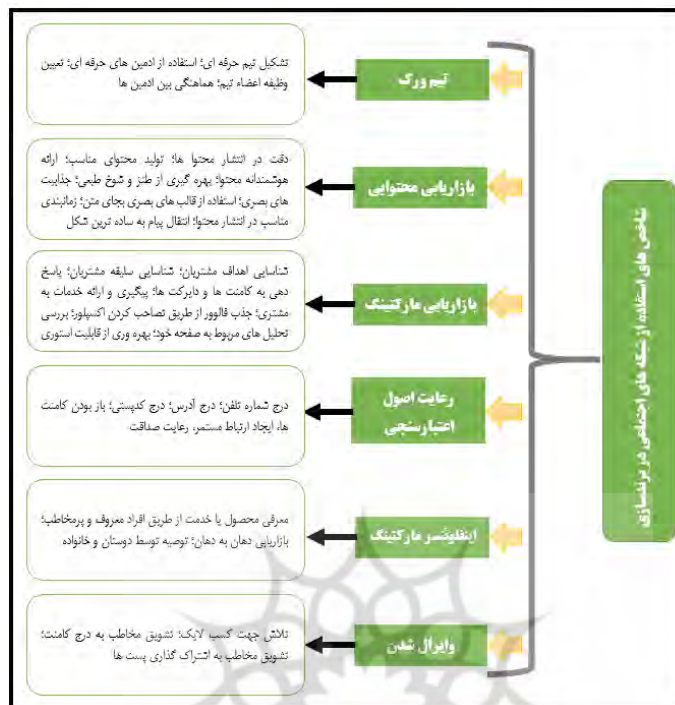 شاخص های استفاده از شبکه های اجتماعی در برندسازی
تیم ورک
تشکیل تیم حرفه ای؛ استفاده از ادمین های حرفه ای؛ تعیین
وظیفه اعضاء تیم؛ هماهنگی بین ادمین ها
بازاریابی محتوایی
دقت در انتشار محتوا ها؛ تولید محتوای مناسب؛ ارائه
هوشمندانه محتوا؛ بهره گیری از طنز و شوخ طبعی؛ جذابیت
های بصری؛ استفاده از قالب های بصری بجای متن؛ زمانبندی
مناسب در انتشار محتوا؛ انتقال پیام به ساده ترین شکل
بازاریابی مارکتینگ
شناسایی اهداف مشتریان؛ شناسایی سلیقه مشتریان؛ پاسخ
دهی به کامنت ها و دایرکت ها؛ پیگیری و ارائه خدمات به
مشتری؛ جذب فالوور از طریق تصاحب کردن اکسپلور؛ بررسی
تحلیل های مربوط به صفحه خود؛ بهره وری از قابلیت استوری
رعایت اصول
اعتبارسنجی
درج شماره تلفن؛ درج آدرس؛ درج کدپستی؛ باز بودن کامنت
ها، ایجاد ارتباط مستمر، رعایت صداقت
اینفلوئنسر مارکتینگ
معرفی محصول یا خدمت از طریق افراد معروف و پرمخاطب؛
بازاریابی دهان به دهان؛ توصیه توسط دوستان و خانواده
وایرال شدن
تلاش جهت کسب لایک؛ تشویق مخاطب به درج کامنت؛
تشویق مخاطب به اشتراک گذاری پست ها